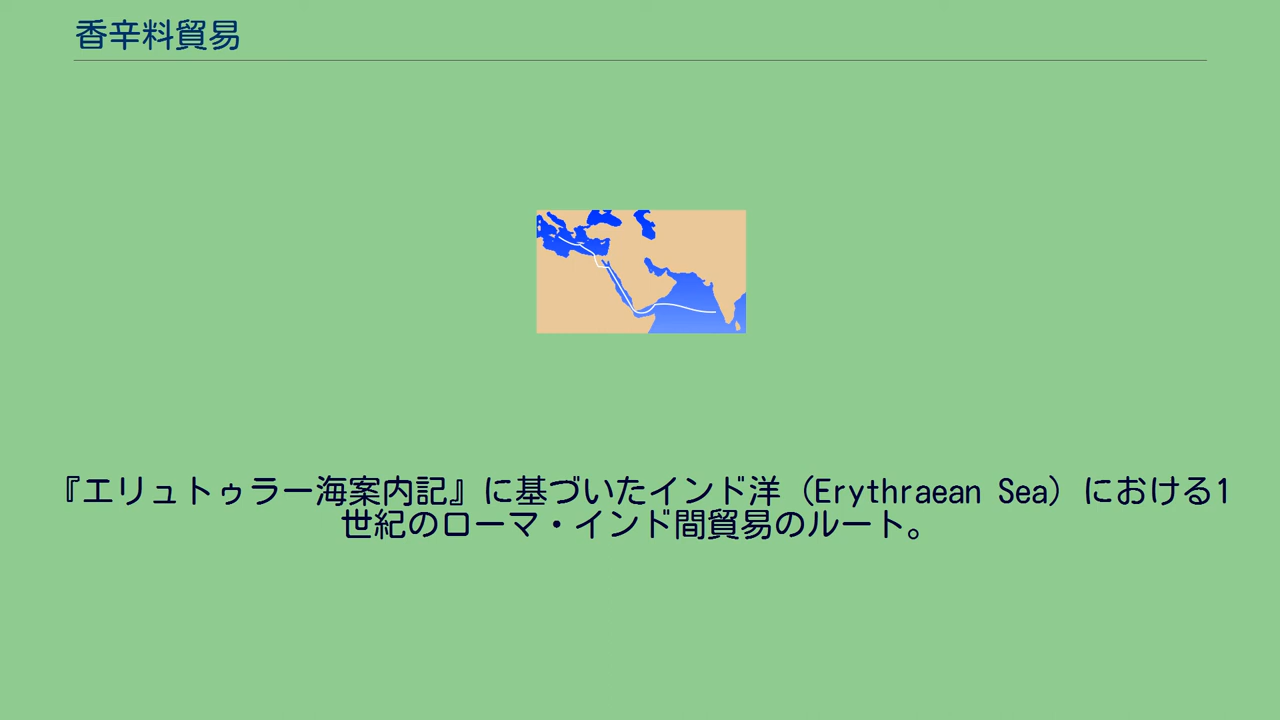 香辛料貿易
『エリュトゥラー海案内記』に基づいたインド洋（Erythraean Sea）における1
世紀のローマ・インド間貿易のルート。